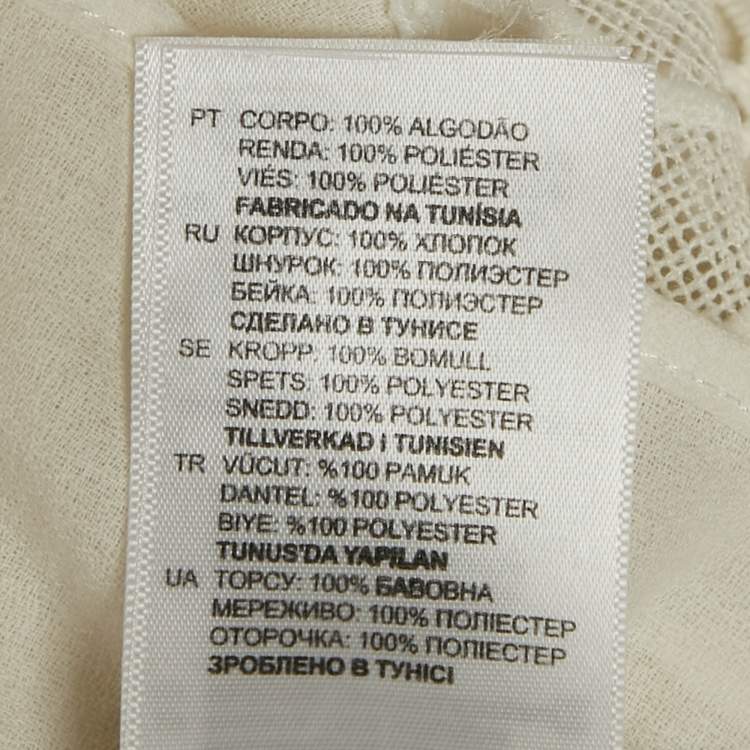 PT CORPO: 100% ALGODÃO
RENDA: 100% POLIÉSTER
VIÉS: 100% POLIÉSTER
FABRICADO NA TUNÍSIA
RU КОРПУС: 100% ХЛОПОК
ШНУРОК: 100% ПОЛИЭСТЕР
БЕЙКА: 100% ПОЛИЭСТЕР
СДЕЛАНО В ТУНИСЕ
SE KROPP: 100% BOMULL
SPETS: 100% POLYESTER
SNEDD: 100% POLYESTER
TILLVERKAD I TUNISIEN
TR VÜCUT: %100 PAMUK
DANTEL: %100 POLYESTER
BIYE: %100 POLYESTER
TUNUS'DA YAPILAN
UA ТОРСУ: 100% БАВОВНА
МЕРЕЖИВО: 100% ПОЛІЕСТЕР
ОТОРОЧКА: 100% ПОЛІЕСТЕР
ЗРОБЛЕНО В ТУНІСІ